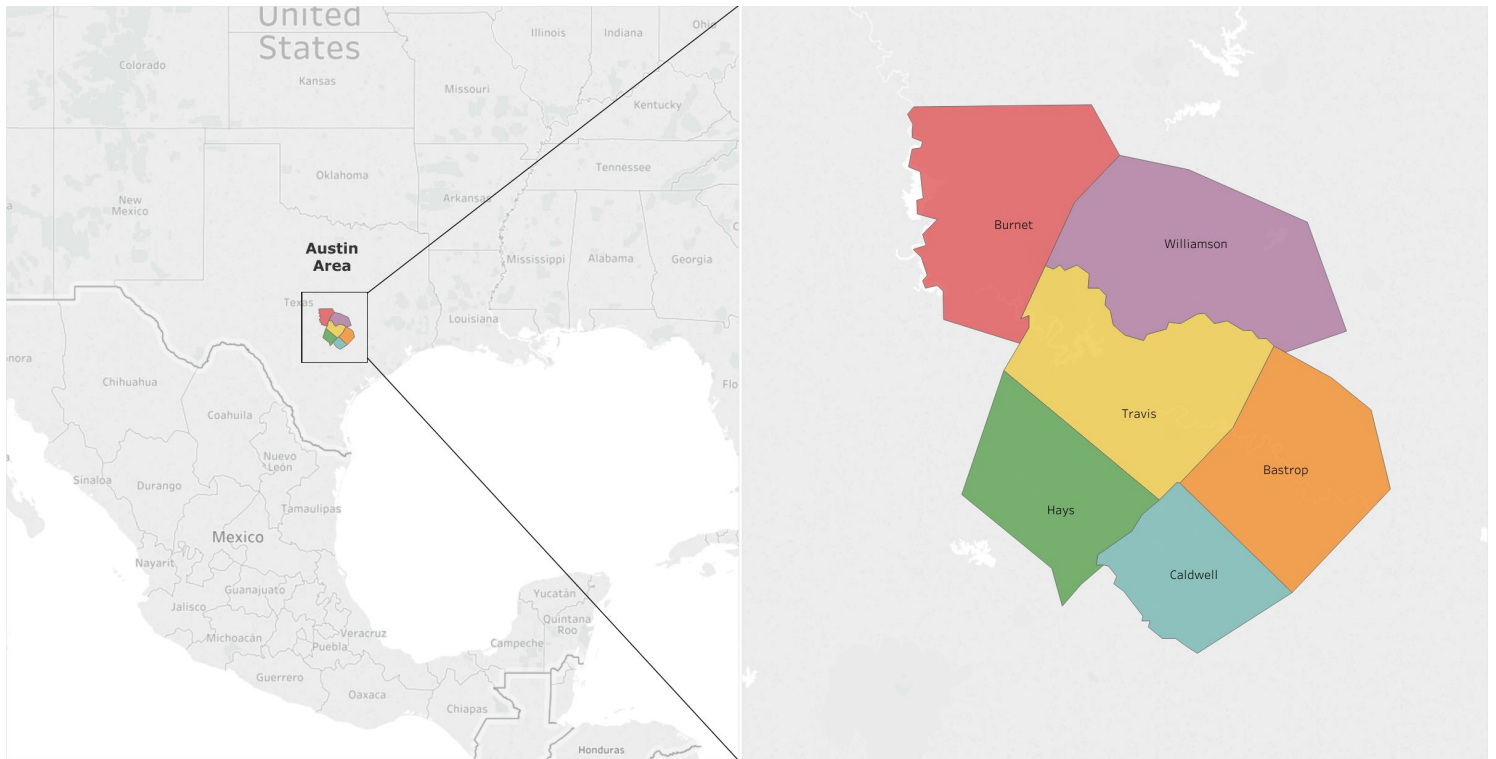 United
States
Illinois
Indiana
Ohio
Colorado
Kansas
Missouri
Kentucky
Tennessee
Oklahoma
Arkansas
New
Mexico
Mississippi
Alabama
Georgia
Austin
Area
Texas
Louisiana
onora
Chihuahua
Coahuila
Flo
Nuevo
León
Sinaloa
Durango
Tamaulipas
Mexico
Nayarit
Guanajuato
Yucatán
Jalisco
Quintana
Roo
Michoacán
Veracruz
Puebla
Campeche
Guerrero
Oaxaca
Chiapas
Honduras
Burnet
Williamson
Travis
Bastrop
Hays
Caldwell